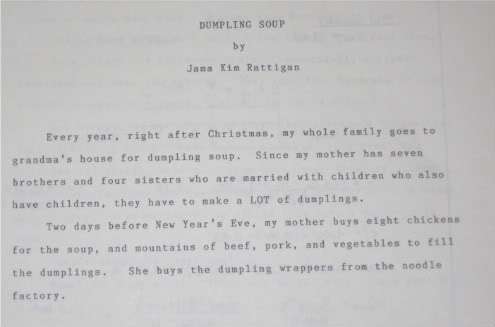 DUMPLING SOUP
by
Jama Kim Rattigan
Every year, right after Christmas, my whole family goes to
grandma's house for dumpling soup. Since my mother has seven
brothers and four sisters who are married with children who also
have children, they have to make a LOT of dumplings.
Two days before New Year's Eve, my mother buys eight chickens
for the soup, and mountains of beef, pork, and vegetables to fill
the dumplings. She buys the dumpling wrappers from the noodle
factory.